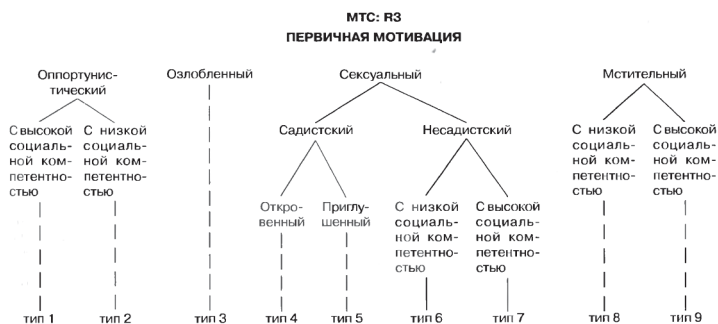 МТС: R3
ПЕРВИЧНАЯ МОТИВАЦИЯ
Оппортунис-
тический
Озлобленный
Сексуальный
Мстительный
С высокой
социаль-
ной ком-
петентно-
стью
С низкой
социаль-
ной ком-
петентно-
стью
Садистский
Несадистский
С низкой
социаль-
ной ком-
петентно-
стью
С высокой
социаль-
ной ком-
петентно-
стью
Откро-
венный
Приглу-
шенный
С низкой
социаль-
ной ком-
петентно-
стью
С высокой
социаль-
ной ком-
петентно-
стью
тип 1
тип 2
тип 3
тип 4
тип 5
тип 6
тип 7
тип 8
тип 9